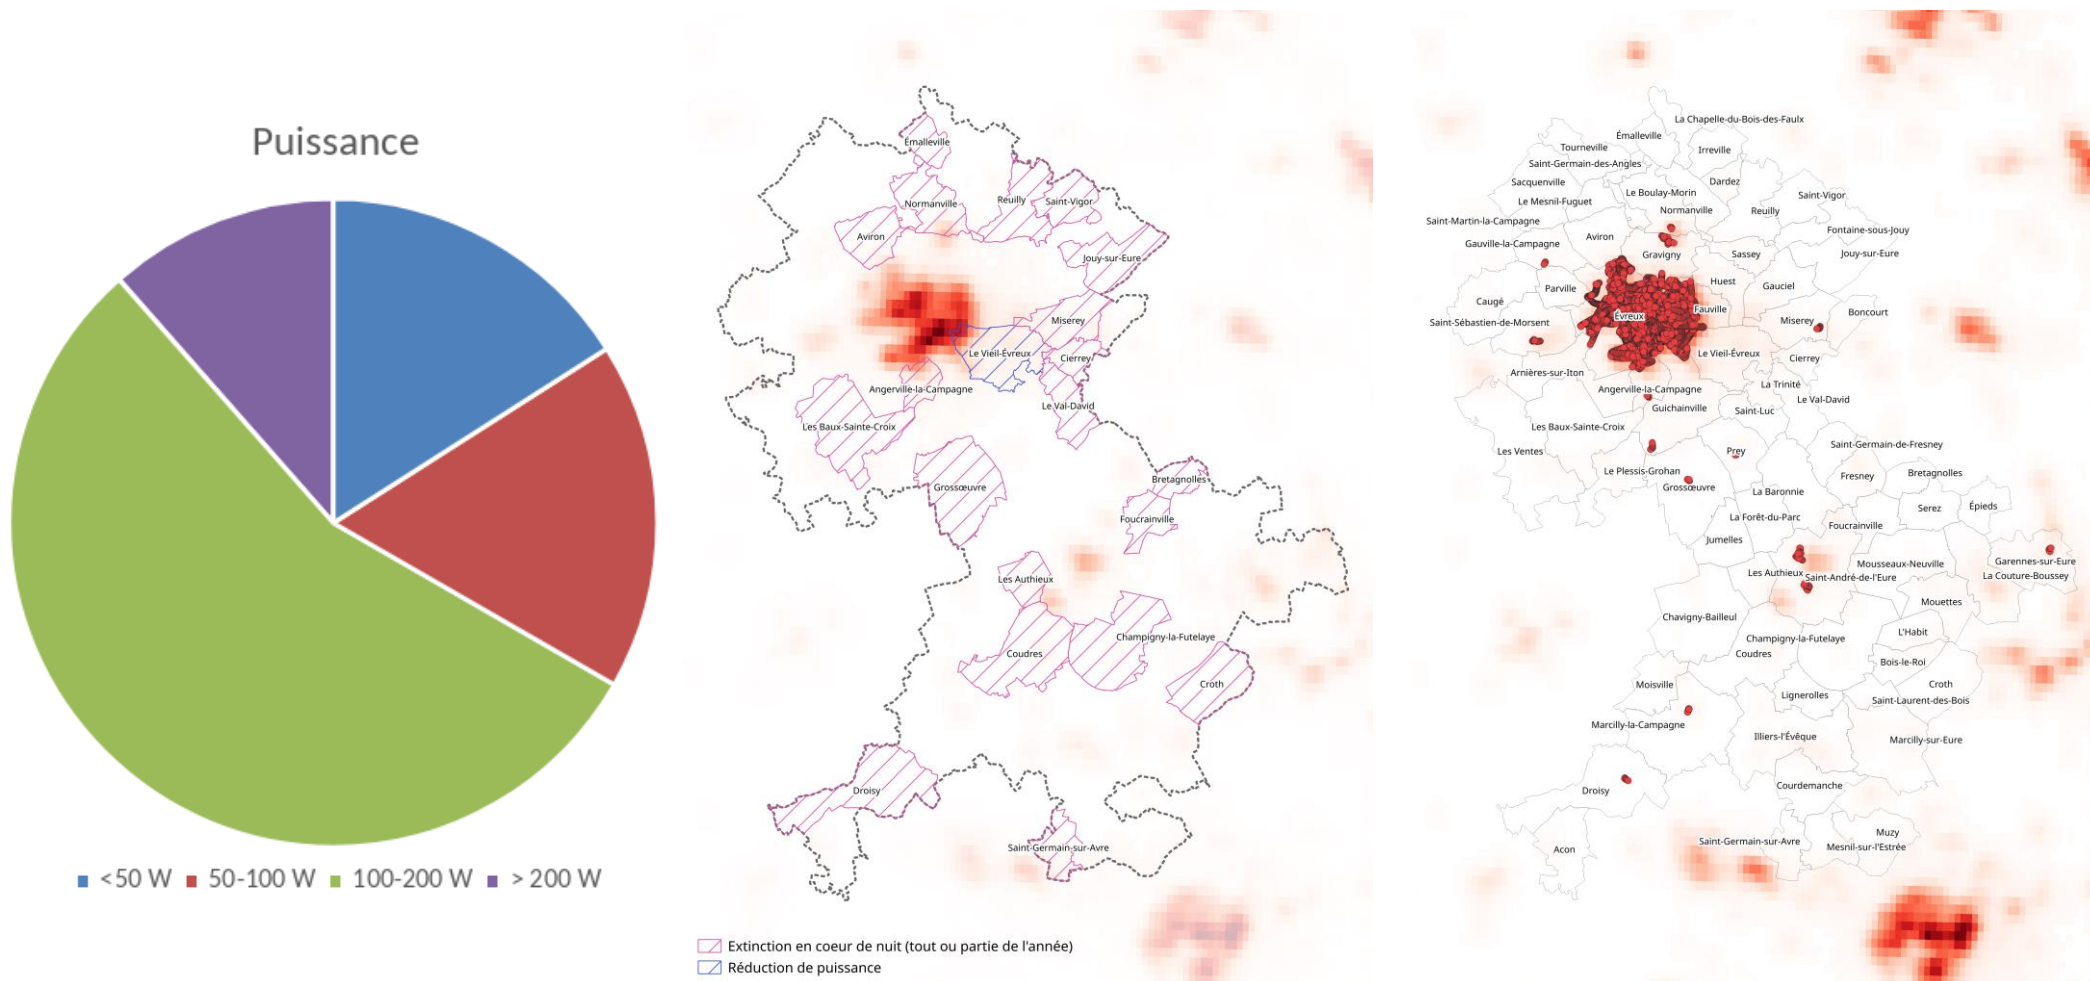 Puissance
<50 W
50-100 W
100-200 W
> 200 W
Émalleville
Normanville
Reuilly
Saint-Vigor
Aviron
Jouy-sur-Eure
Miserey
Le Vieil-Évreux
Cierrey
Angerville-la-Campagne
Le Val-David
Les Baux-Sainte-Croix
Bretagnolles
Grossœuvre
Foucrainville
Les Authieux
Champigny-la-Futelaye
Coudres
Croth
Droisy
Saint-Germain-sur-Avre
Extinction en coeur de nuit (tout ou partie de l'année)
Réduction de puissance
La Chapelle-du-Bois-des-Faulx
Émalleville
Tourneville
Irreville
Saint-Germain-des-Angles
Sacquenville
Dardez
Le Boulay-Morin
Saint-Vigor
Le Mesnil-Fuguet
Normanville
Reuilly
Saint-Martin-la-Campagne
Fontaine-sous-Jouy
Aviron
Gauville-la-Campagne
Gravigny
Sassey
Jouy-sur-Eure
Huest
Parville
Gauciel
Caugé
Fauville
Boncourt
Évreux
Miserey
Saint-Sébastien-de-Morsent
Le Vieil-Évreux
Cierrey
Arnières-sur-Iton
La Trinité
Angerville-la-Campagne
Le Val-David
Guichainville
Saint-Luc
Les Baux-Sainte-Croix
Saint-Germain-de-Fresney
Les Ventes
Prey
Le Plessis-Grohan
Fresney
Bretagnolles
Grossœuvre
La Baronnie
Serez
Épieds
La Forêt-du-Parc
Foucrainville
Jumelles
Garennes-sur-Eure
Mousseaux-Neuville
Les Authieux
Saint-André-de-l'Eure
La Couture-Boussey
Mouettes
Chavigny-Bailleul
L'Habit
Champigny-la-Futelaye
Coudres
Bois-le-Roi
Moisville
Croth
Lignerolles
Saint-Laurent-des-Bois
Marcilly-la-Campagne
Illiers-l'Évêque
Marcilly-sur-Eure
Courdemanche
Droisy
Muzy
Saint-Germain-sur-Avre
Mesnil-sur-l'Estrée
Acon